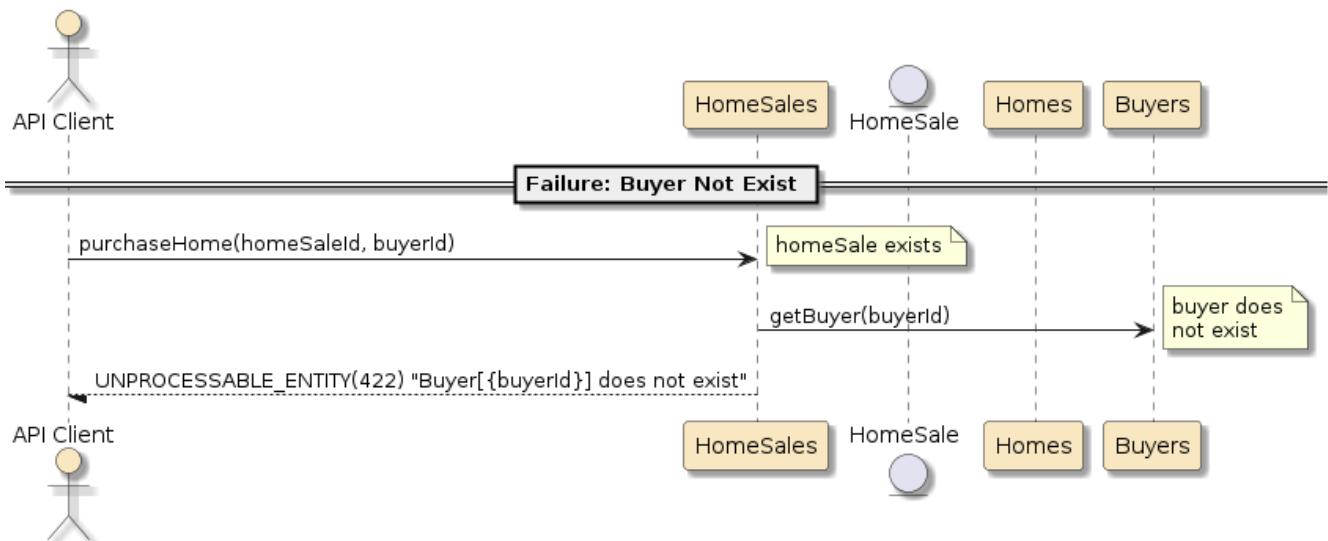 API Client
HomeSales
HomeSale
Homes
Buyers
Failure: Buyer Not Exist
purchaseHome(homeSaleId, buyerId)
homeSale exists
getBuyer(buyerId)
buyer does
not exist
UNPROCESSABLE_ENTITY(422) "Buyer[{buyerId}] does not exist"
API Client
HomeSales
HomeSale
Homes
Buyers